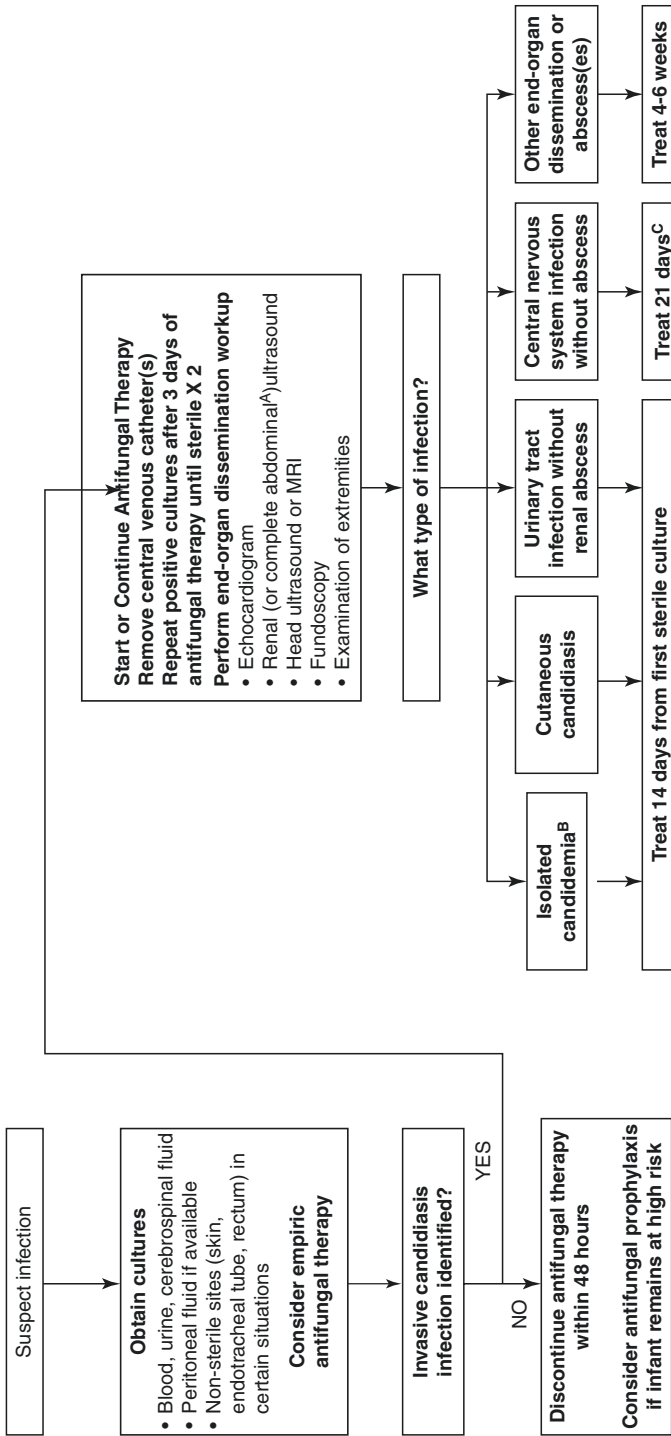 Suspect infection
Obtain cultures
• Blood, urine, cerebrospinal fluid
• Peritoneal fluid if available
• Non-sterile sites (skin,
endotracheal tube, rectum) in
certain situations
Consider empiric
antifungal therapy
Invasive candidiasis
infection identified?
YES
NO
Discontinue antifungal therapy
within 48 hours
Consider antifungal prophylaxis
if infant remains at high risk
Start or Continue Antifungal Therapy
Remove central venous catheter(s)
Repeat positive cultures after 3 days of
antifungal therapy until sterile X 2
Perform end-organ dissemination workup
• Echocardiogram
• Renal (or complete abdominalA)ultrasound
• Head ultrasound or MRI
• Fundoscopy
• Examination of extremities
What type of infection?
Isolated
candidemiaB
Cutaneous
candidiasis
Urinary tract
infection without
renal abscess
Central nervous
system infection
without abscess
Other end-organ
dissemination or
abscess(es)
Treat 14 days from first sterile culture
Treat 21 daysC
Treat 4-6 weeks